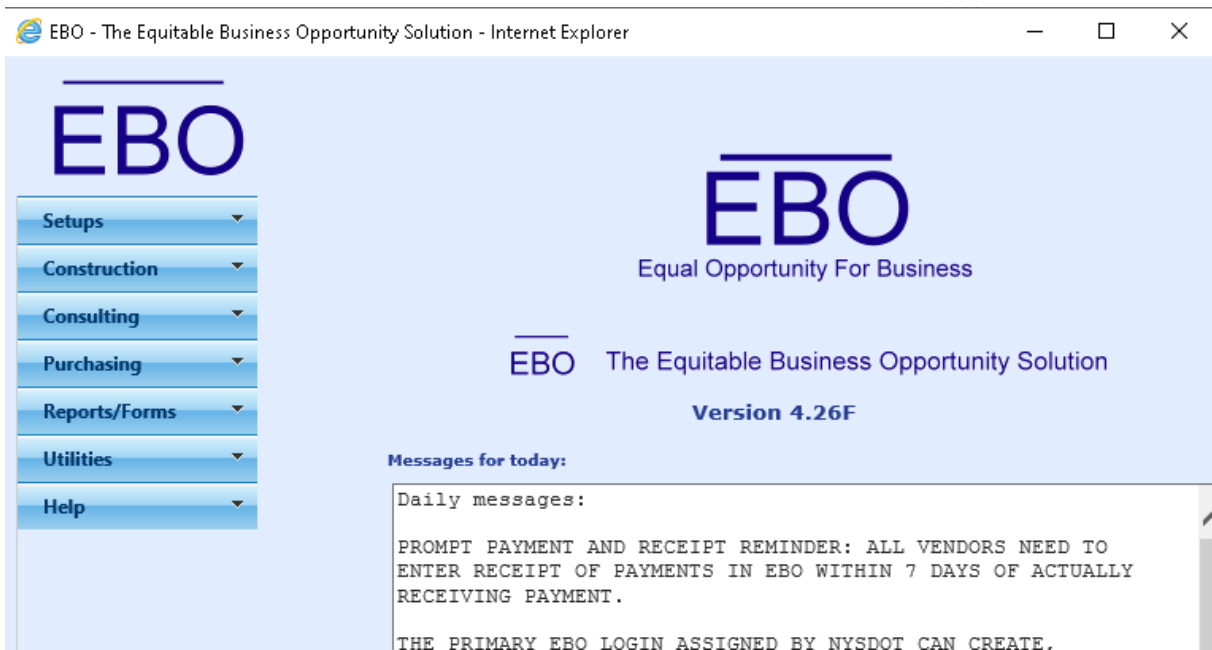 EBO - The Equitable Business Opportunity Solution - Internet Explorer
EBO
Setups
Construction
Consulting
Purchasing
Reports/Forms
Utilities
Help
EBO
Equal Opportunity For Business
EBO The Equitable Business Opportunity Solution
Version 4.26F
Messages for today:
Daily messages:
PROMPT PAYMENT AND RECEIPT REMINDER: ALL VENDORS NEED TO
ENTER RECEIPT OF PAYMENTS IN EBO WITHIN 7 DAYS OF ACTUALLY
RECEIVING PAYMENT.
THE PRIMARY EBO LOGIN ASSIGNED BY NYSDOT CAN CREATE,